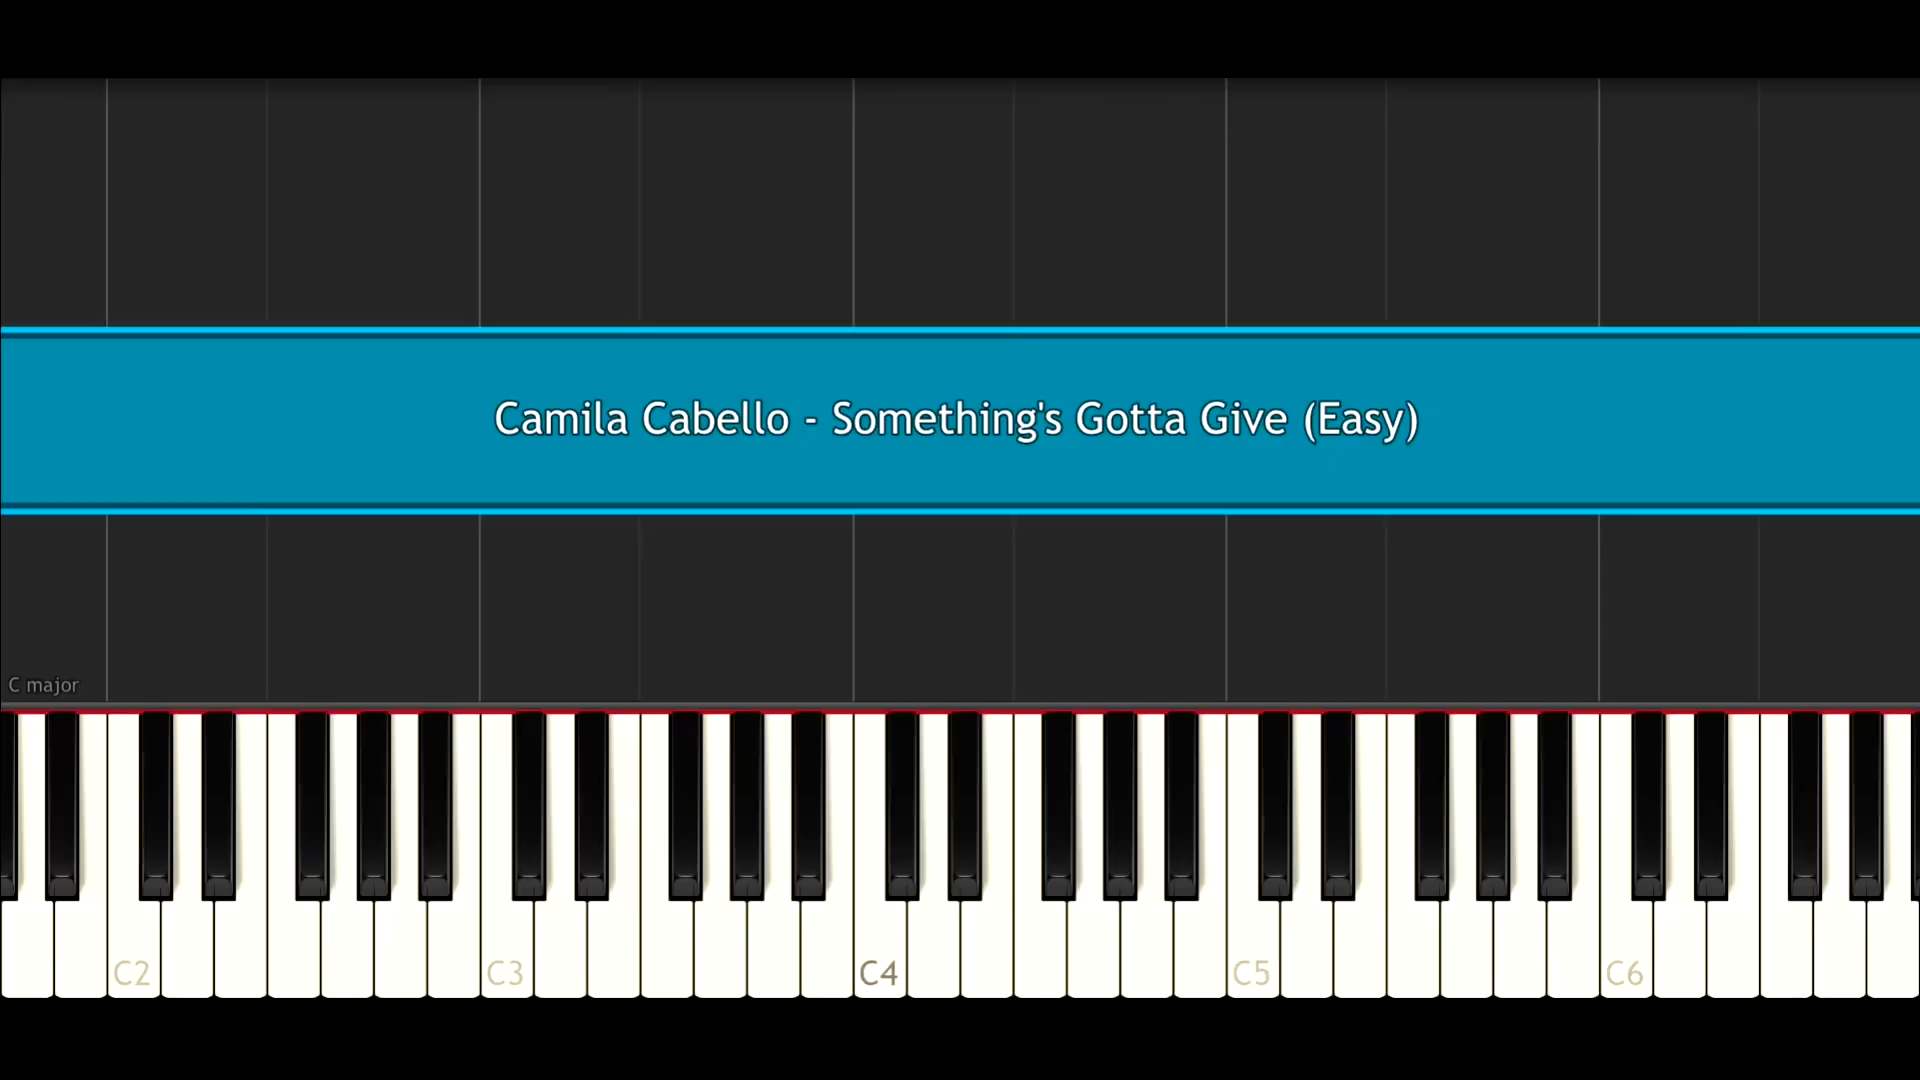 Camila Cabello - Something's Gotta Give (Easy)
C major
C2 C3 C4 C5 C6